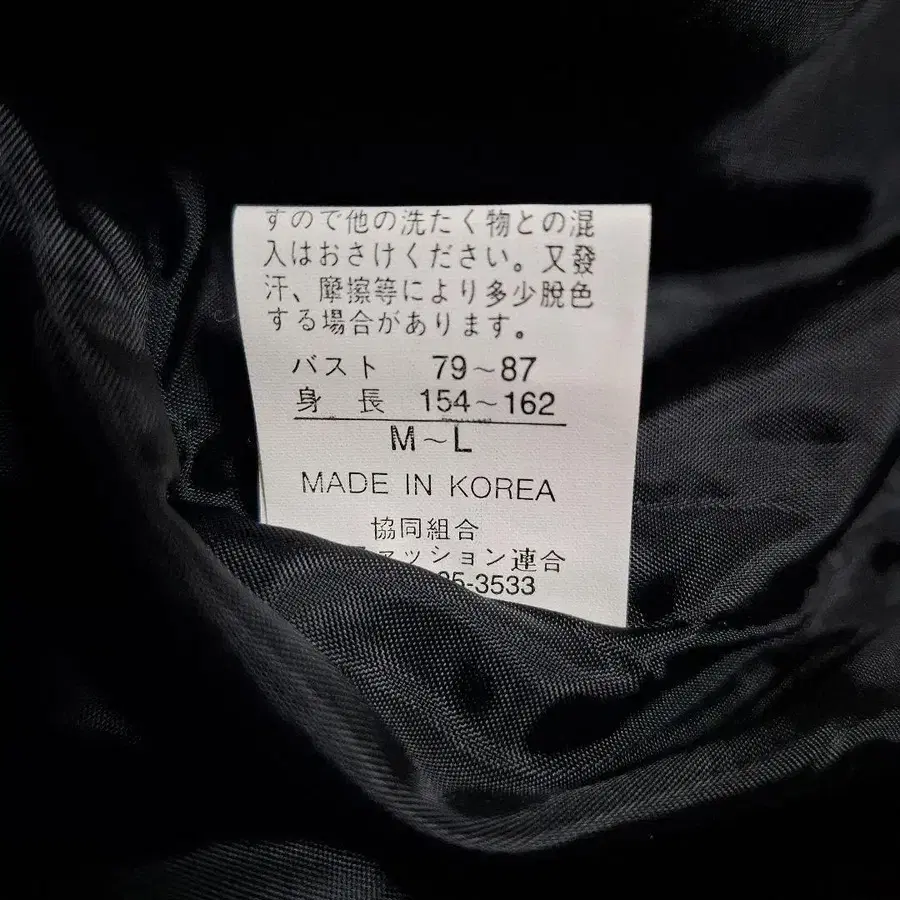 すので他の洗たく物との混
入はおさけください。又発
汗、摩擦等により多少脱色
する場合があります。
バスト 79~87
身 長 154~162
M~L
MADE IN KOREA
協同組合
ァッション連合
5-3533